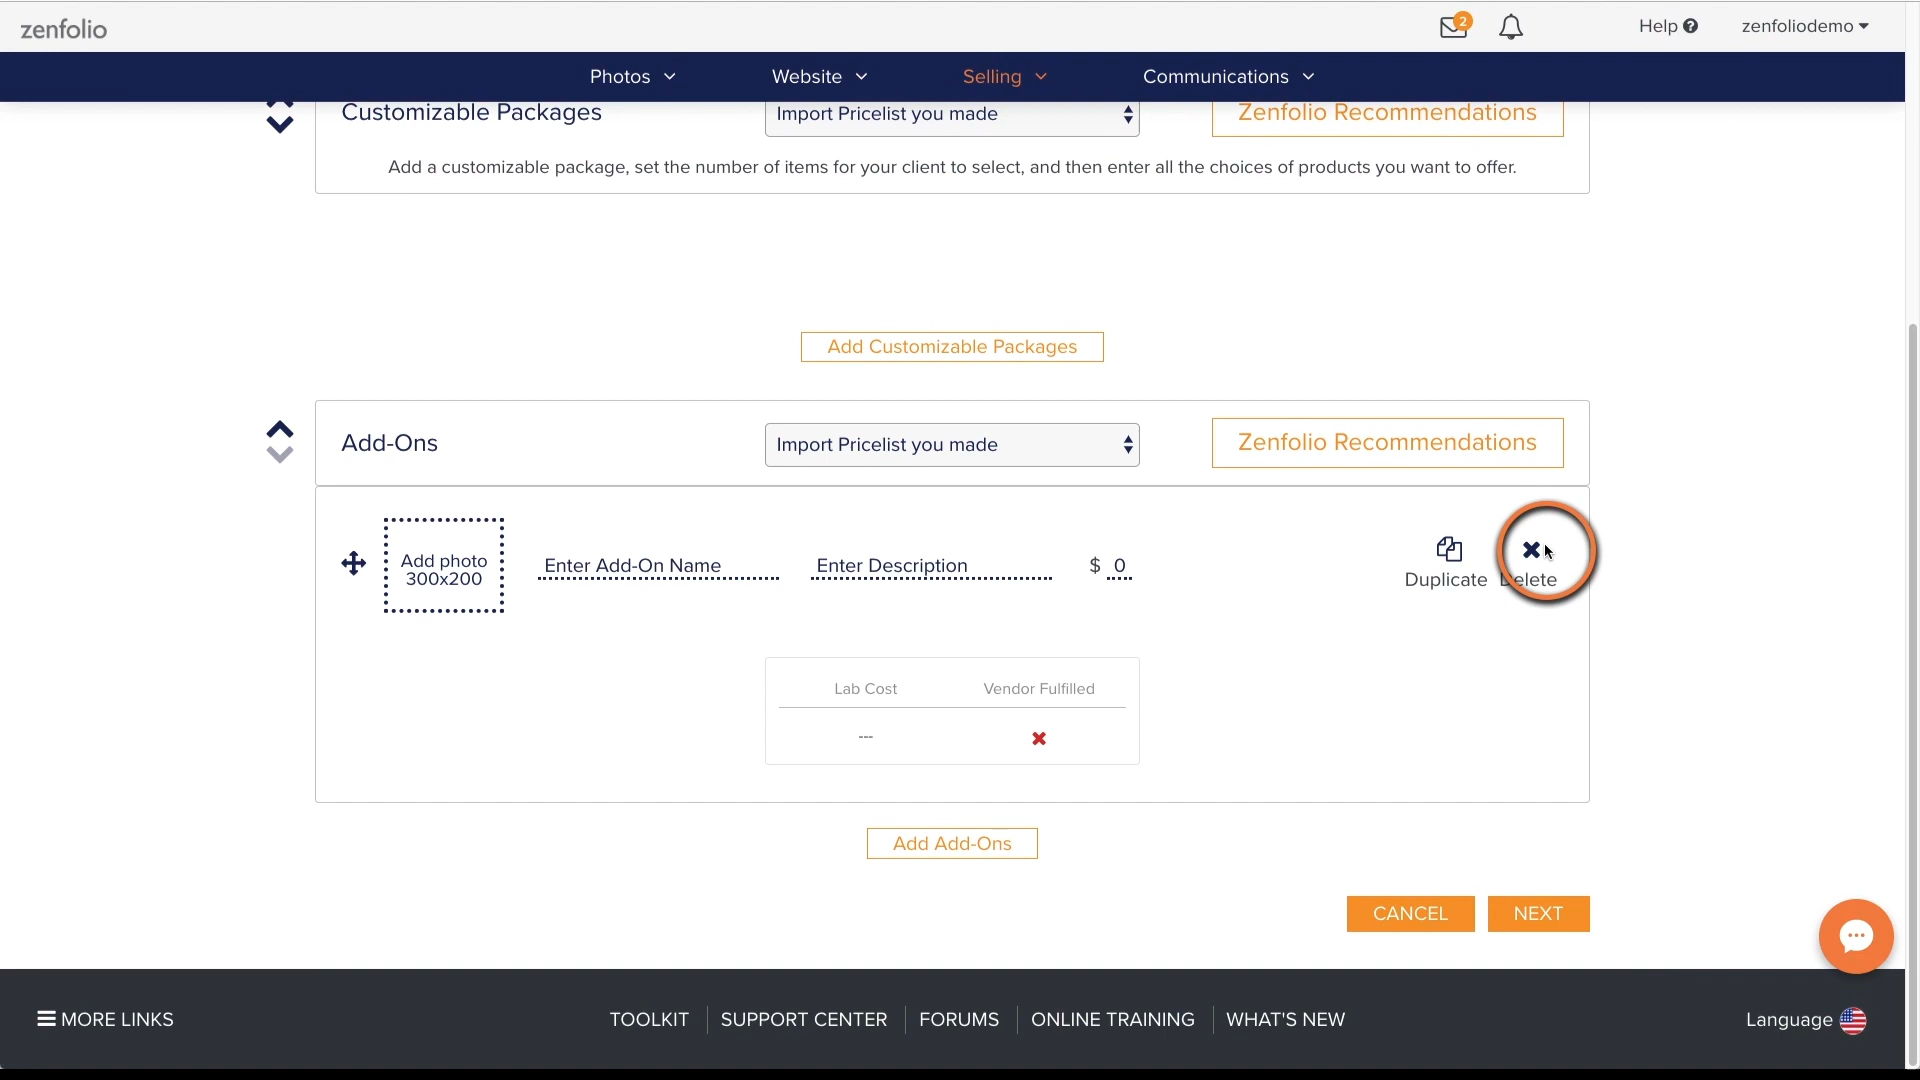 zenfolio
2
Help
zenfoliodemo
Photos
Website
Selling
Communications
Customizable Packages
Import Pricelist you made
Zenfolio Recommendations
Add a customizable package, set the number of items for your client to select, and then enter all the choices of products you want to offer.
Add Customizable Packages
Add-Ons
Import Pricelist you made
Zenfolio Recommendations
Add photo
300x200
Enter Add-On Name
Enter Description
$ 0
Duplicate
Delete
Lab Cost
Vendor Fulfilled
---
Add Add-Ons
CANCEL
NEXT
MORE LINKS
TOOLKIT
SUPPORT CENTER
FORUMS
ONLINE TRAINING
WHAT'S NEW
Language